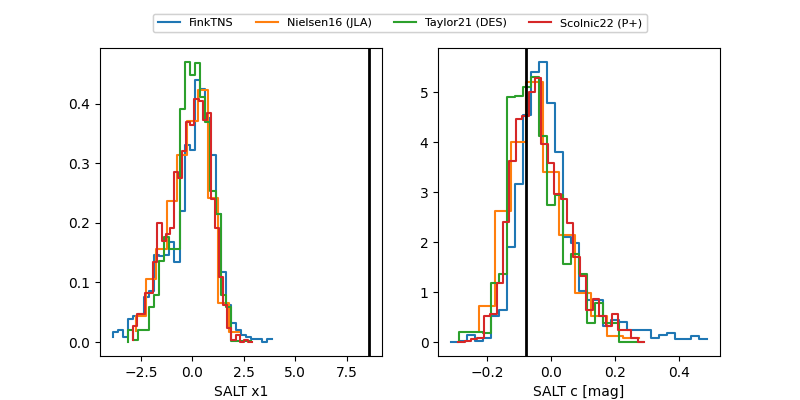 FinkTNS Nielsen16 (JLA) Taylor21 (DES) Scolnic22 (P+)
0.4
0.3
0.2
0.1
0.0
−2.5 0.0 2.5 5.0 7.5
SALT x1
5
4
3
2
1
0
−0.2 0.0 0.2 0.4
SALT c [mag]